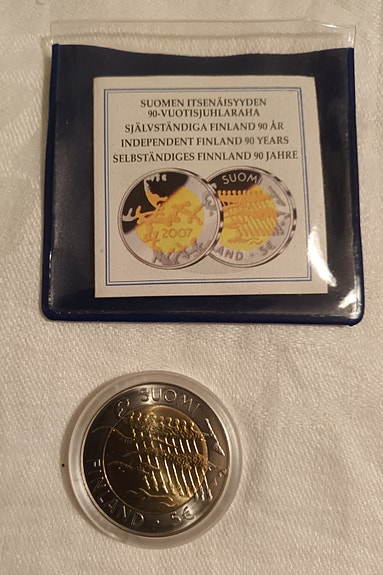 SUOMEN ITSENÄISYYDEN
90-VUOTISJUHLARAHA
SJÄLVSTÄNDIGA FINLAND 90 ÅR
INDEPENDENT FINLAND 90 YEARS
SELBSTÄNDIGES FINNLAND 90 JAHRE
2007
SUOMI
FINLAND · 5€
SUOMI
FINLAND · 5€